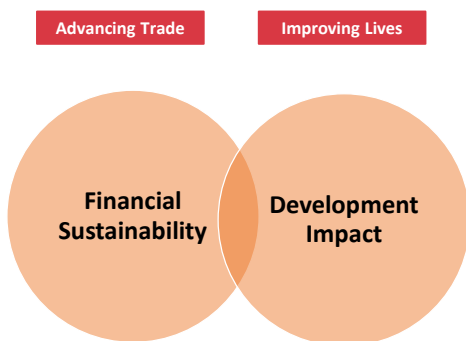 Advancing Trade
Improving Lives
Financial
Sustainability
Development
Impact